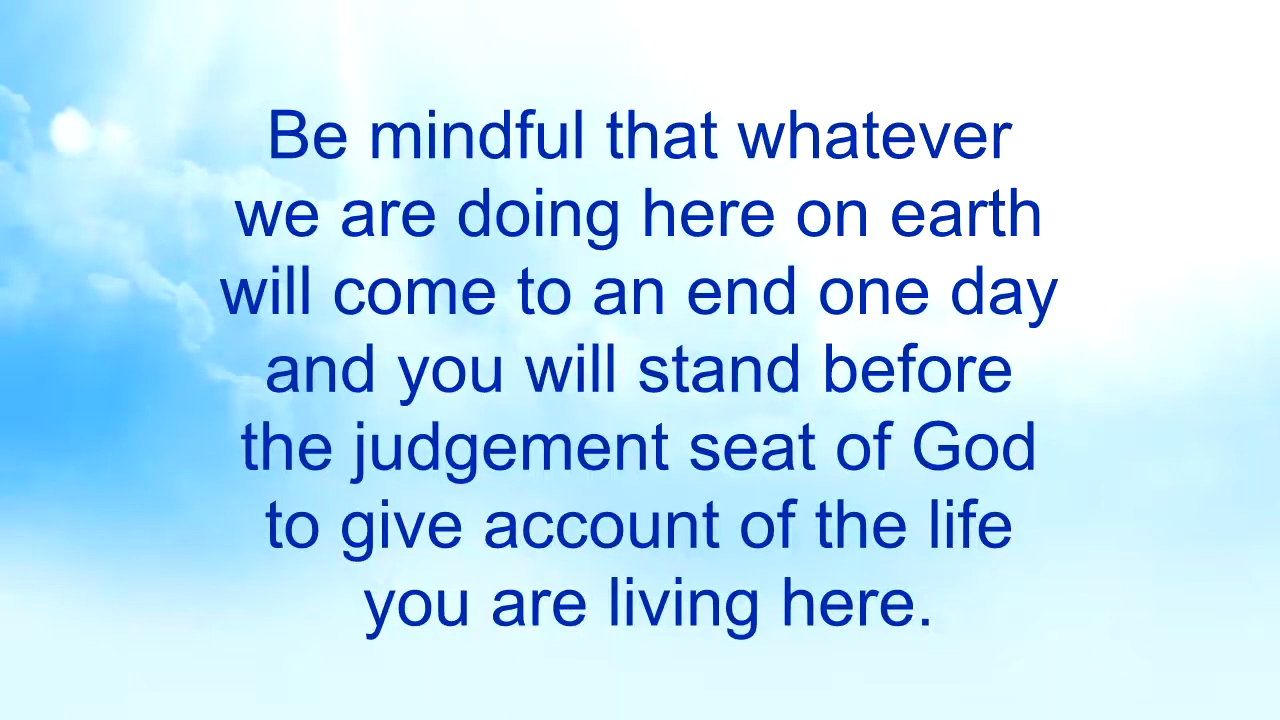 Be mindful that whatever
we are doing here on earth
will come to an end one day
and you will stand before
the judgement seat of God
to give account of the life
you are living here.